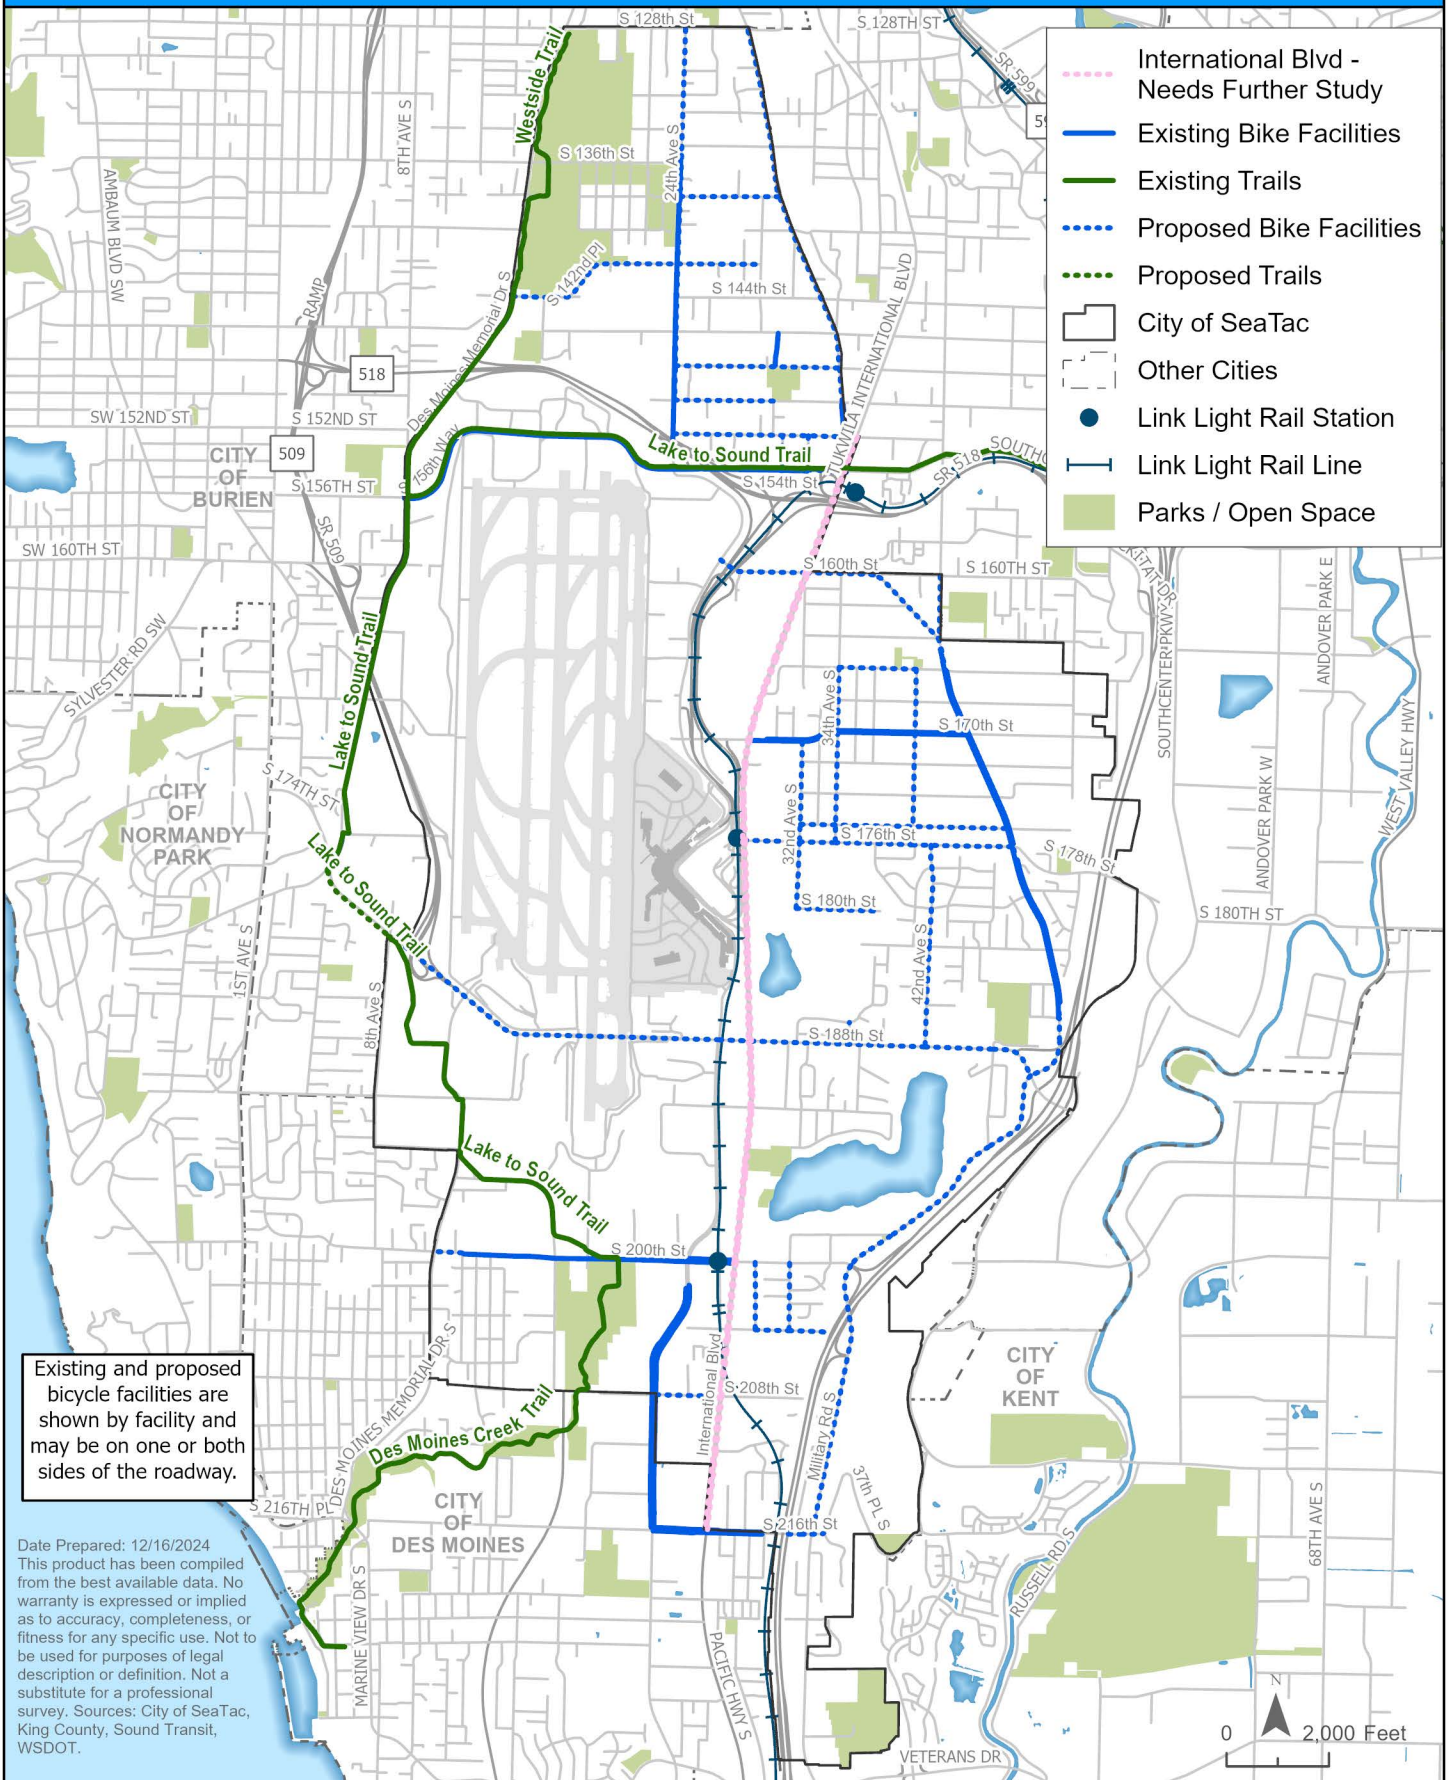 S 128th St
S 128TH ST
SR 599
International Blvd -
Needs Further Study
Existing Bike Facilities
Existing Trails
Proposed Bike Facilities
Proposed Trails
City of SeaTac
Other Cities
Link Light Rail Station
Link Light Rail Line
Parks / Open Space
Westside Trail
8TH AVE S
S 136th St
24th Ave S
AMBAUM BLVD SW
RAMP
S 142nd Pl
S 144th St
TUKWILA INTERNATIONAL BLVD
Des Moines Memorial Dr S
518
SW 152ND ST
S 152ND ST
509
CITY
OF
BURIEN
S 156TH ST
S 156th Way
Lake to Sound Trail
S 154th St
SR 518
SW 160TH ST
SR 509
S 160th St
S 160TH ST
ANDOVER PARK E
SYLVESTER RD SW
Lake to Sound Trail
34th Ave S
S 170th St
SOUTHCENTER PKWY
WEST VALLEY HWY
S 174TH ST
CITY
OF
NORMANDY
PARK
32nd Ave S
S 176th St
S 178th St
ANDOVER PARK W
Lake to Sound Trail
S 180th St
S 180TH ST
1ST AVE S
42nd Ave S
8th Ave S
S 188th St
Lake to Sound Trail
S 200th St
International Blvd
S 208th St
Military Rd S
CITY
OF
KENT
Existing and proposed
bicycle facilities are
shown by facility and
may be on one or both
sides of the roadway.
DES MOINES MEMORIAL DR S
Des Moines Creek Trail
S 216TH PL
CITY
OF
DES MOINES
37th PL S
S 216th St
68TH AVE S
RUSSELL RD S
MARINE VIEW DR S
PACIFIC HWY S
VETERANS DR
Date Prepared: 12/16/2024
This product has been compiled
from the best available data. No
warranty is expressed or implied
as to accuracy, completeness, or
fitness for any specific use. Not to
be used for purposes of legal
description or definition. Not a
substitute for a professional
survey. Sources: City of SeaTac,
King County, Sound Transit,
WSDOT.
N
0 2,000 Feet